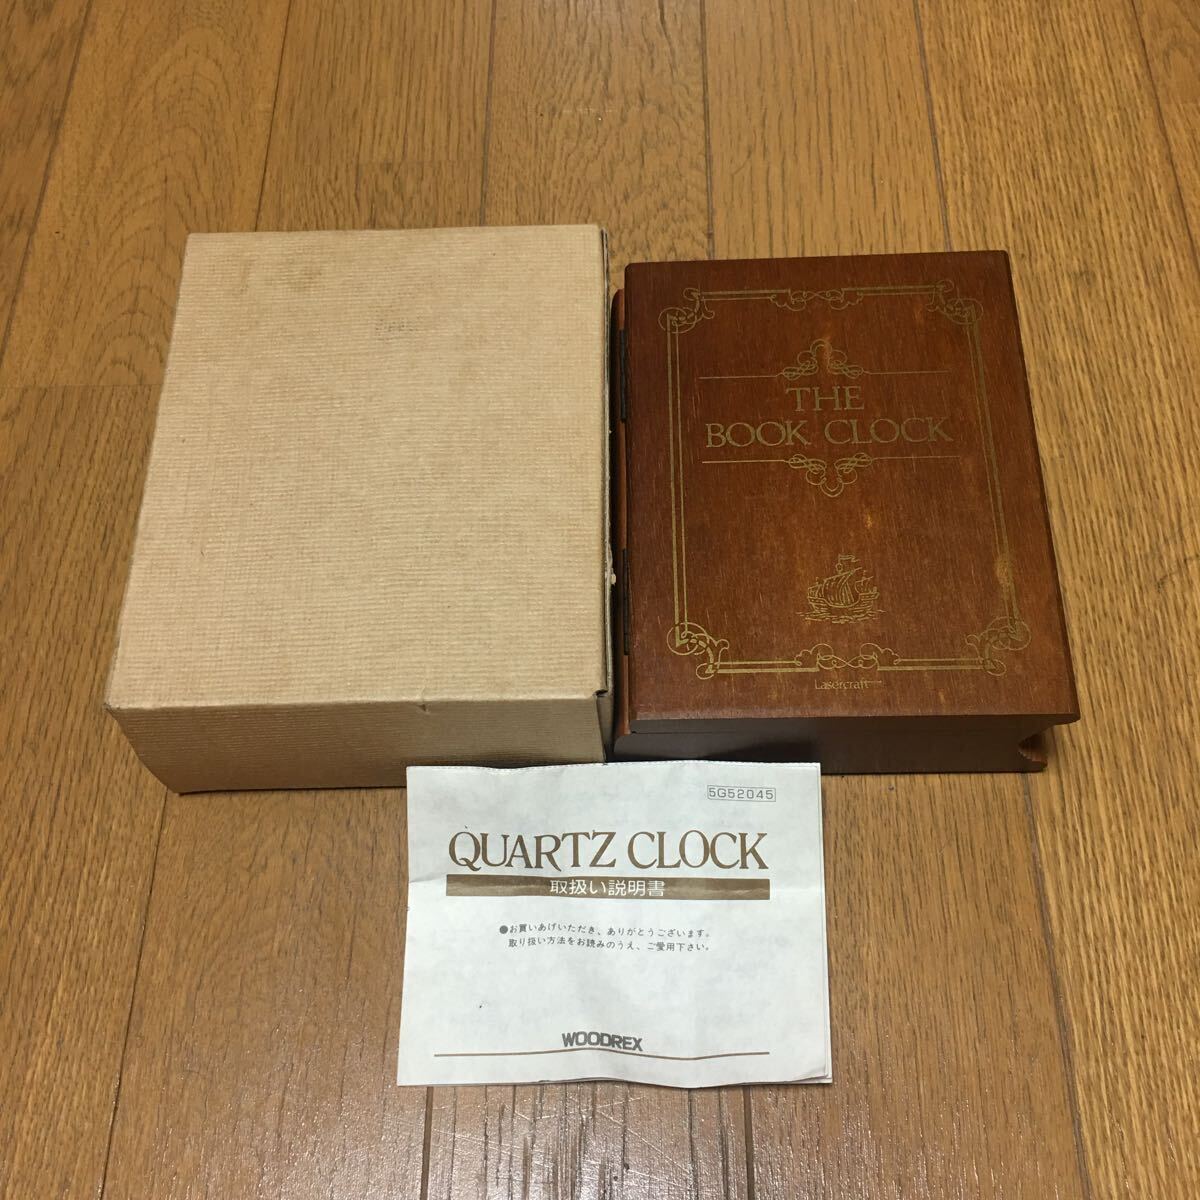 THE
BOOK CLOCK
Lasercraft
5G52045
QUARTZ CLOCK
取扱い説明書
●お買いあげいただき、ありがとうございます。
取り扱い方法をお読みのうえ、ご愛用下さい。
WOODREX